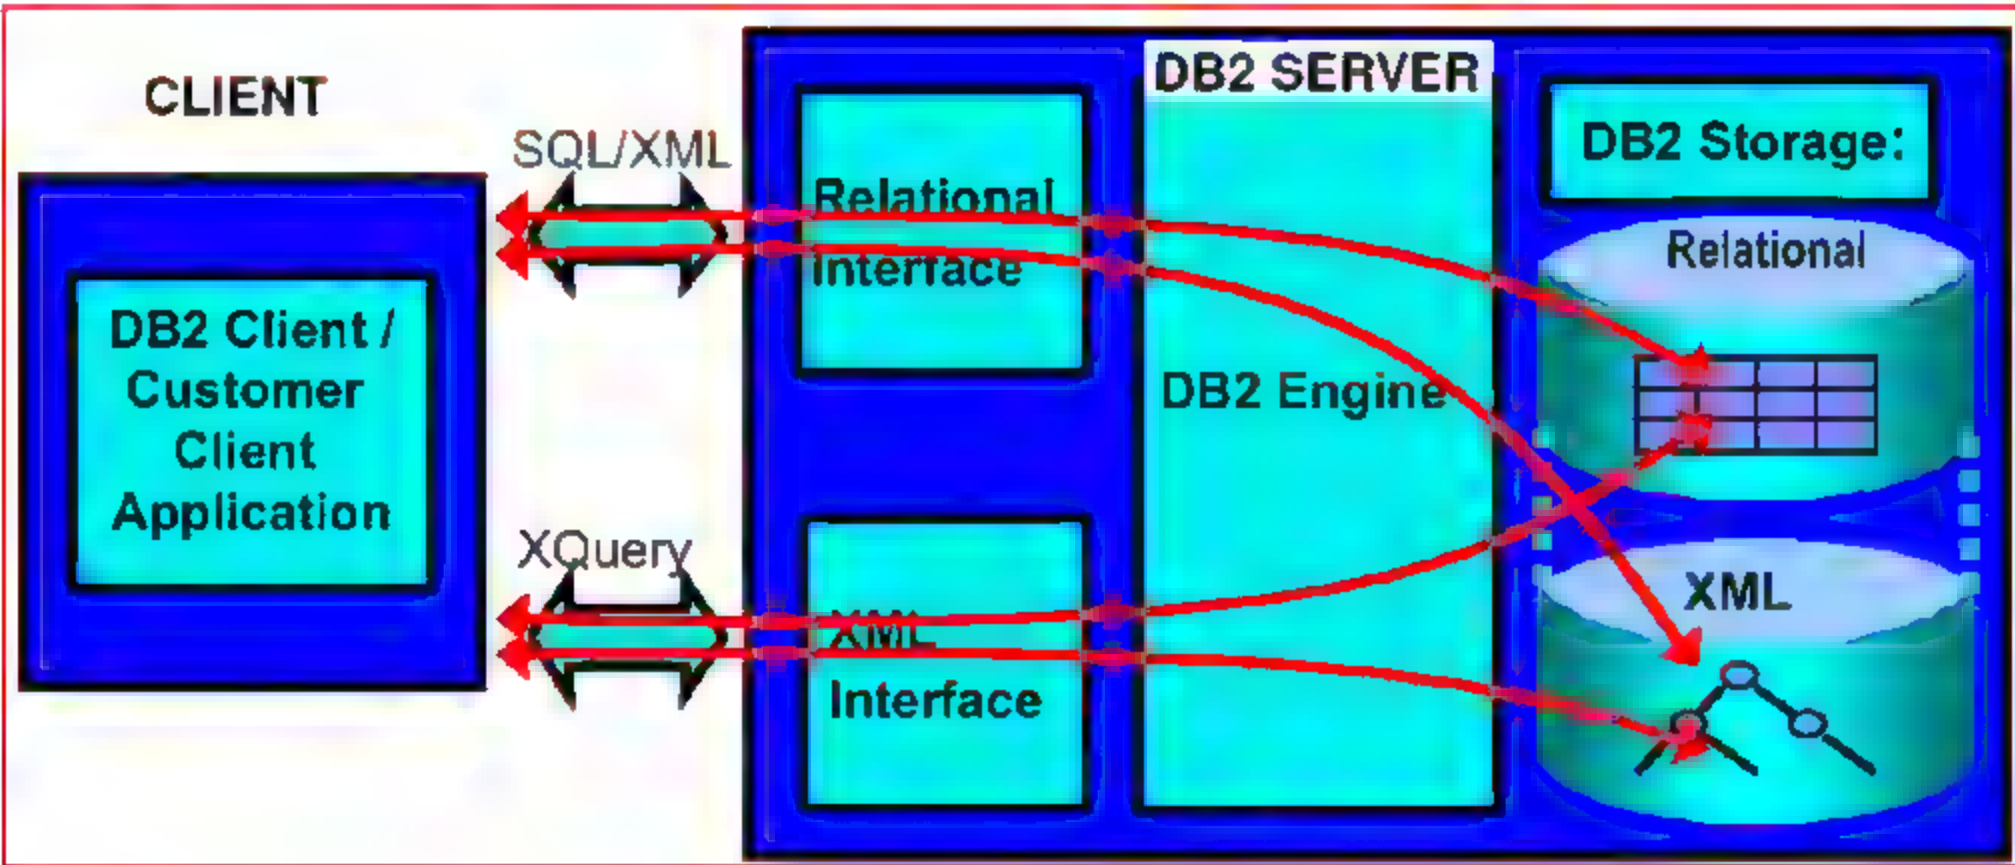 CLIENT
DB2 Client /
Customer
Client
Application
SQL/XML
XQuery
DB2 SERVER
Relational
Interface
XML
Interface
DB2 Engine
DB2 Storage:
Relational
XML